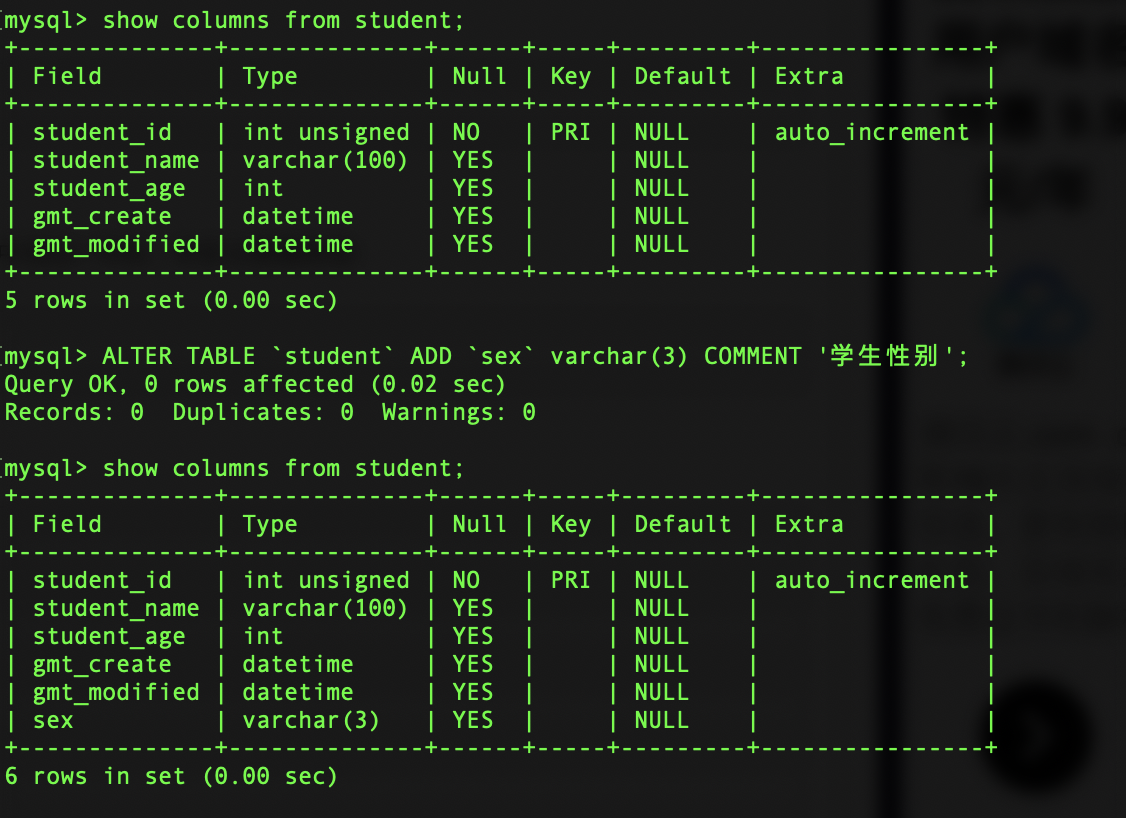 mysql> show columns from student;
+--------------+--------------+------+-----+---------+----------------+
| Field        | Type         | Null | Key | Default | Extra          |
+--------------+--------------+------+-----+---------+----------------+
| student_id   | int unsigned | NO   | PRI | NULL    | auto_increment |
| student_name | varchar(100) | YES  |     | NULL    |                |
| student_age  | int          | YES  |     | NULL    |                |
| gmt_create   | datetime     | YES  |     | NULL    |                |
| gmt_modified | datetime     | YES  |     | NULL    |                |
+--------------+--------------+------+-----+---------+----------------+
5 rows in set (0.00 sec)
mysql> ALTER TABLE `student` ADD `sex` varchar(3) COMMENT '学生性别';
Query OK, 0 rows affected (0.02 sec)
Records: 0  Duplicates: 0  Warnings: 0
mysql> show columns from student;
+--------------+--------------+------+-----+---------+----------------+
| Field        | Type         | Null | Key | Default | Extra          |
+--------------+--------------+------+-----+---------+----------------+
| student_id   | int unsigned | NO   | PRI | NULL    | auto_increment |
| student_name | varchar(100) | YES  |     | NULL    |                |
| student_age  | int          | YES  |     | NULL    |                |
| gmt_create   | datetime     | YES  |     | NULL    |                |
| gmt_modified | datetime     | YES  |     | NULL    |                |
| sex          | varchar(3)   | YES  |     | NULL    |                |
+--------------+--------------+------+-----+---------+----------------+
6 rows in set (0.00 sec)